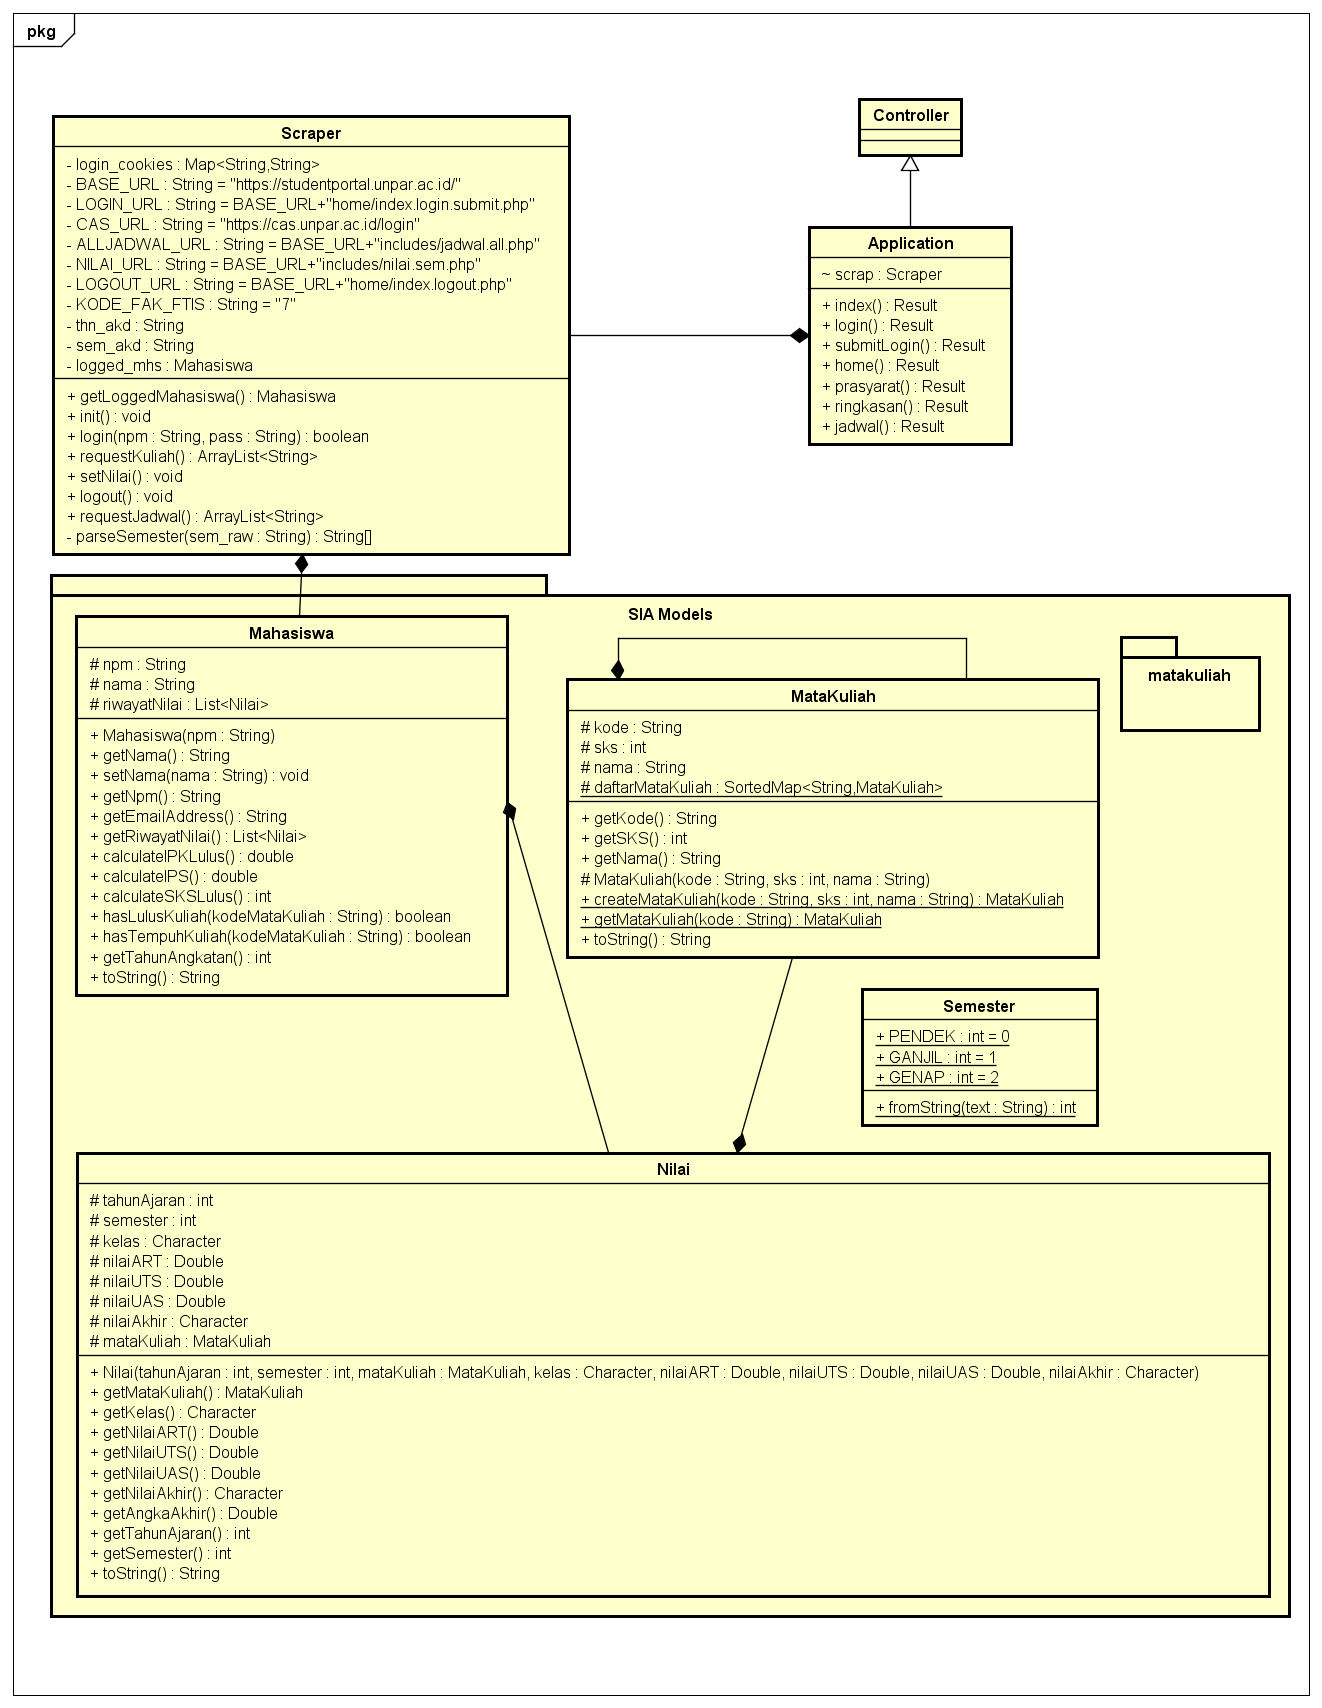 pkg
Scraper
- login_cookies : Map<String,String>
- BASE_URL : String = "https://studentportal.unpar.ac.id/"
- LOGIN_URL : String = BASE_URL+"home/index.login.submit.php"
- CAS_URL : String = "https://cas.unpar.ac.id/login"
- ALLJADWAL_URL : String = BASE_URL+"includes/jadwal.all.php"
- NILAI_URL : String = BASE_URL+"includes/nilai.sem.php"
- LOGOUT_URL : String = BASE_URL+"home/index.logout.php"
- KODE_FAK_FTIS : String = "7"
- thn_akd : String
- sem_akd : String
- logged_mhs : Mahasiswa
+ getLoggedMahasiswa() : Mahasiswa
+ init() : void
+ login(npm : String, pass : String) : boolean
+ requestKuliah() : ArrayList<String>
+ setNilai() : void
+ logout() : void
+ requestJadwal() : ArrayList<String>
- parseSemester(sem_raw : String) : String[]
Controller
Application
~ scrap : Scraper
+ index() : Result
+ login() : Result
+ submitLogin() : Result
+ home() : Result
+ prasyarat() : Result
+ ringkasan() : Result
+ jadwal() : Result
SIA Models
Mahasiswa
# npm : String
# nama : String
# riwayatNilai : List<Nilai>
+ Mahasiswa(npm : String)
+ getNama() : String
+ setNama(nama : String) : void
+ getNpm() : String
+ getEmailAddress() : String
+ getRiwayatNilai() : List<Nilai>
+ calculateIPKLulus() : double
+ calculateIPS() : double
+ calculateSKSLulus() : int
+ hasLulusKuliah(kodeMataKuliah : String) : boolean
+ hasTempuhKuliah(kodeMataKuliah : String) : boolean
+ getTahunAngkatan() : int
+ toString() : String
MataKuliah
# kode : String
# sks : int
# nama : String
# daftarMataKuliah : SortedMap<String,MataKuliah>
+ getKode() : String
+ getSKS() : int
+ getNama() : String
# MataKuliah(kode : String, sks : int, nama : String)
+ createMataKuliah(kode : String, sks : int, nama : String) : MataKuliah
+ getMataKuliah(kode : String) : MataKuliah
+ toString() : String
matakuliah
Semester
+ PENDEK : int = 0
+ GANJIL : int = 1
+ GENAP : int = 2
+ fromString(text : String) : int
Nilai
# tahunAjaran : int
# semester : int
# kelas : Character
# nilaiART : Double
# nilaiUTS : Double
# nilaiUAS : Double
# nilaiAkhir : Character
# mataKuliah : MataKuliah
+ Nilai(tahunAjaran : int, semester : int, mataKuliah : MataKuliah, kelas : Character, nilaiART : Double, nilaiUTS : Double, nilaiUAS : Double, nilaiAkhir : Character)
+ getMataKuliah() : MataKuliah
+ getKelas() : Character
+ getNilaiART() : Double
+ getNilaiUTS() : Double
+ getNilaiUAS() : Double
+ getNilaiAkhir() : Character
+ getAngkaAkhir() : Double
+ getTahunAjaran() : int
+ getSemester() : int
+ toString() : String